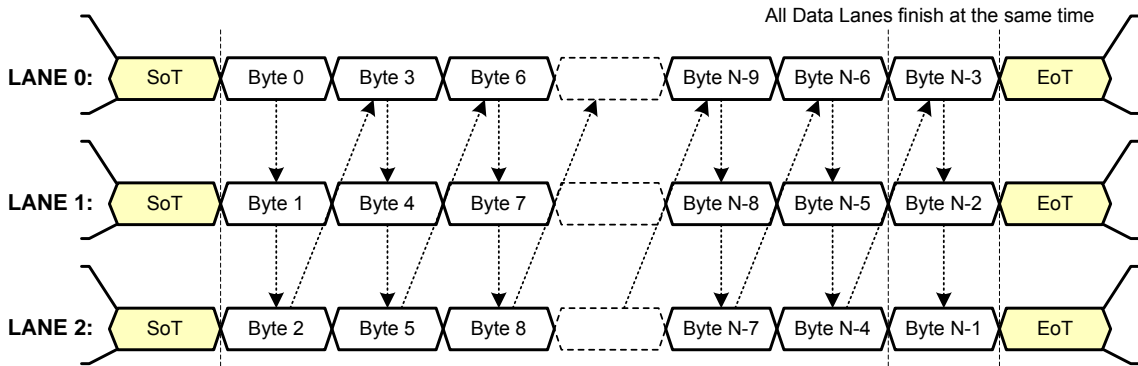 All Data Lanes finish at the same time
LANE 0: SoT Byte 0 Byte 3 Byte 6 Byte N-9 Byte N-6 Byte N-3 EoT
LANE 1: SoT Byte 1 Byte 4 Byte 7 Byte N-8 Byte N-5 Byte N-2 EoT
LANE 2: SoT Byte 2 Byte 5 Byte 8 Byte N-7 Byte N-4 Byte N-1 EoT